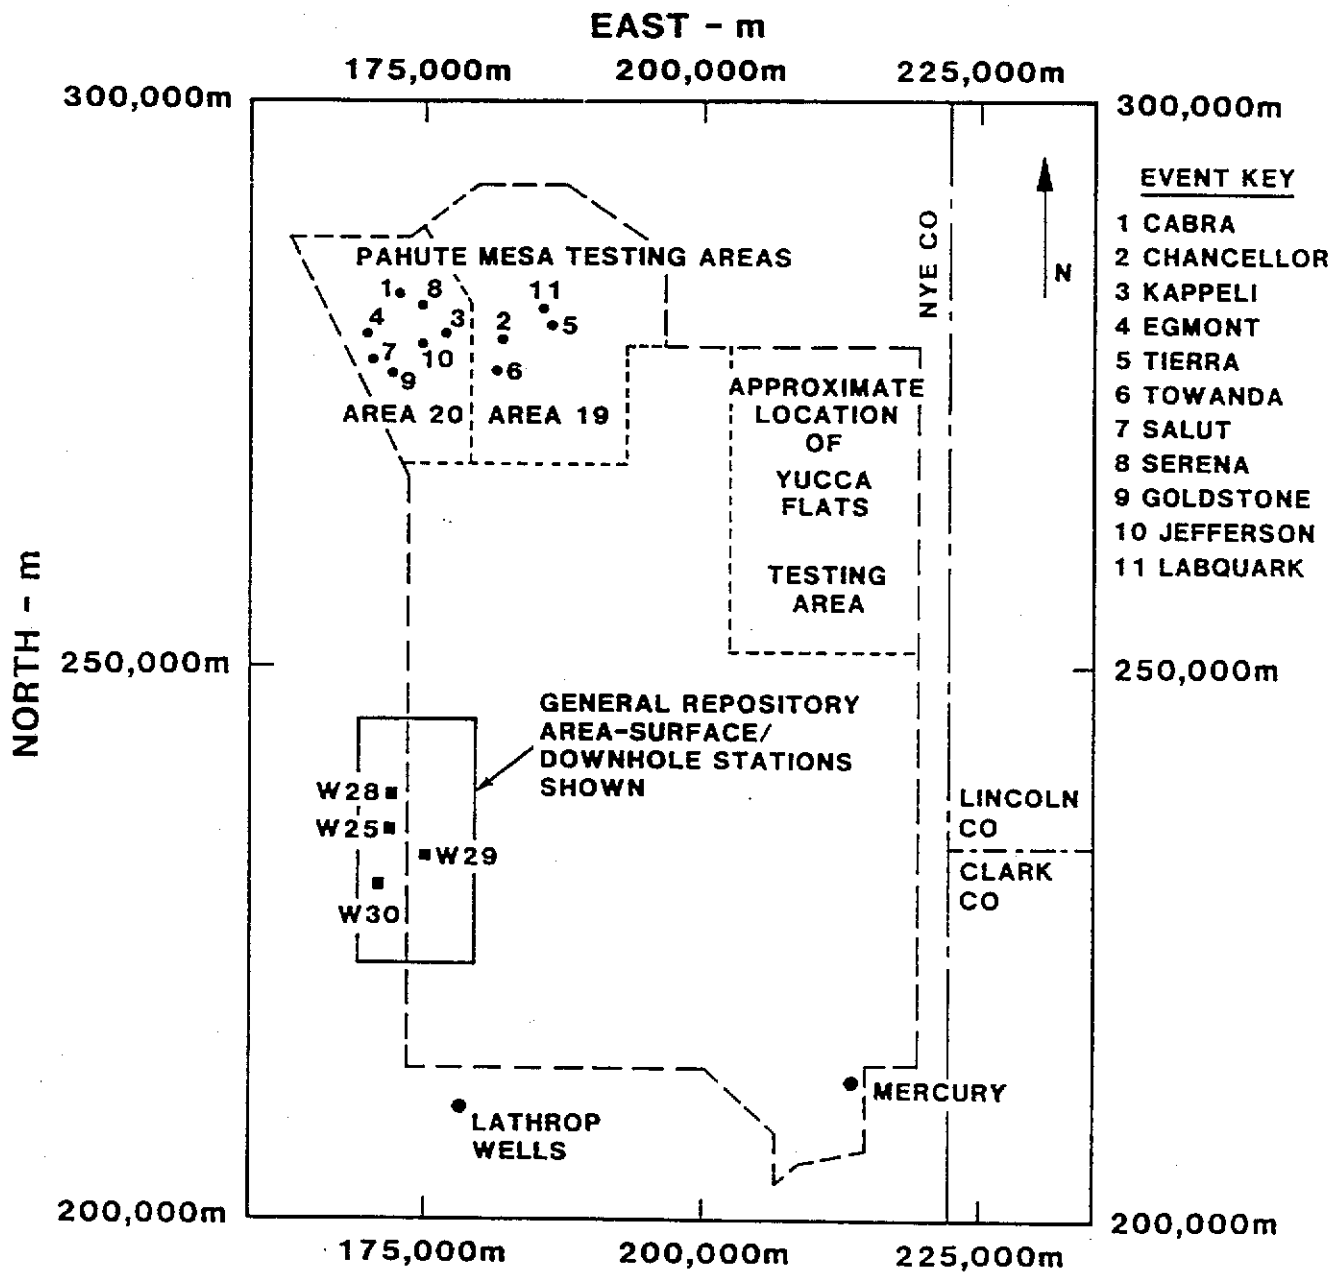 EAST - m
175,000m 200,000m 225,000m
300,000m
300,000m
EVENT KEY
1 CABRA
2 CHANCELLOR
3 KAPPELI
4 EGMONT
5 TIERRA
6 TOWANDA
7 SALUT
8 SERENA
9 GOLDSTONE
10 JEFFERSON
11 LABQUARK
N
NYE CO
PAHUTE MESA TESTING AREAS
1 8 11
4 3 2 5
7 10 6
9
AREA 20 AREA 19
APPROXIMATE
LOCATION
OF
YUCCA
FLATS
TESTING
AREA
NORTH - m
250,000m
250,000m
GENERAL REPOSITORY
AREA-SURFACE/
DOWNHOLE STATIONS
SHOWN
W28
W25
W29
W30
LINCOLN
CO
CLARK
CO
MERCURY
LATHROP
WELLS
200,000m
200,000m
175,000m 200,000m 225,000m